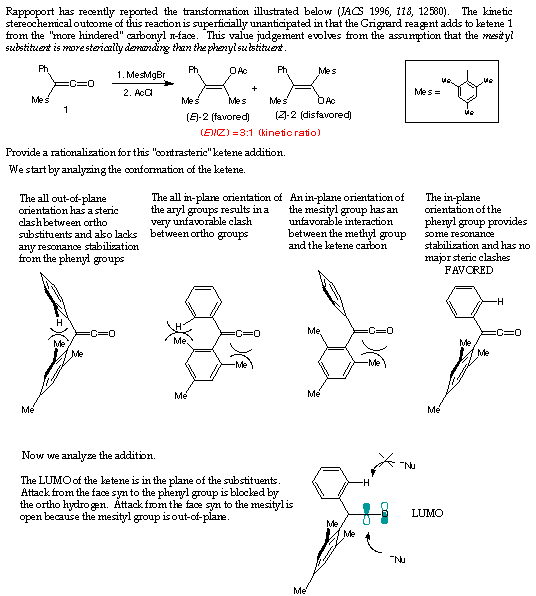 Rappoport has recently reported the transformation illustrated below (JACS 1996, 118, 12580). The kinetic
stereochemical outcome of this reaction is superficially unanticipated in that the Grignard reagent adds to ketene 1
from the "more hindered" carbonyl π-face. This value judgement evolves from the assumption that the mesityl
substituent is more sterically demanding than the phenyl substituent.
Ph
Mes
C=O
1
1. MesMgBr
2. AcCl
Ph
OAc
Mes
Mes
(E)-2 (favored)
+
Ph
Mes
Mes
OAc
(Z)-2 (disfavored)
(E)/(Z) = 3:1 (kinetic ratio)
Mes =
Me
Me
Me
Provide a rationalization for this "contrasteric" ketene addition.
We start by analyzing the conformation of the ketene.
The all out-of-plane
orientation has a steric
clash between ortho
substituents and also lacks
any resonance stabilization
from the phenyl groups
The all in-plane orientation of
the aryl groups results in a
very unfavorable clash
between ortho groups
An in-plane orientation of
the mesityl group has an
unfavorable interaction
between the methyl group
and the ketene carbon
The in-plane
orientation of the
phenyl group provides
some resonance
stabilization and has no
major steric clashes
FAVORED
H
Me
Me
Me
C=O
H
Me
Me
Me
C=O
Me
Me
Me
C=O
H
Me
Me
Me
C=O
Now we analyze the addition.
The LUMO of the ketene is in the plane of the substituents.
Attack from the face syn to the phenyl group is blocked by
the ortho hydrogen. Attack from the face syn to the mesityl is
open because the mesityl group is out-of-plane.
H
⁻Nu
Me
Me
Me
LUMO
⁻Nu